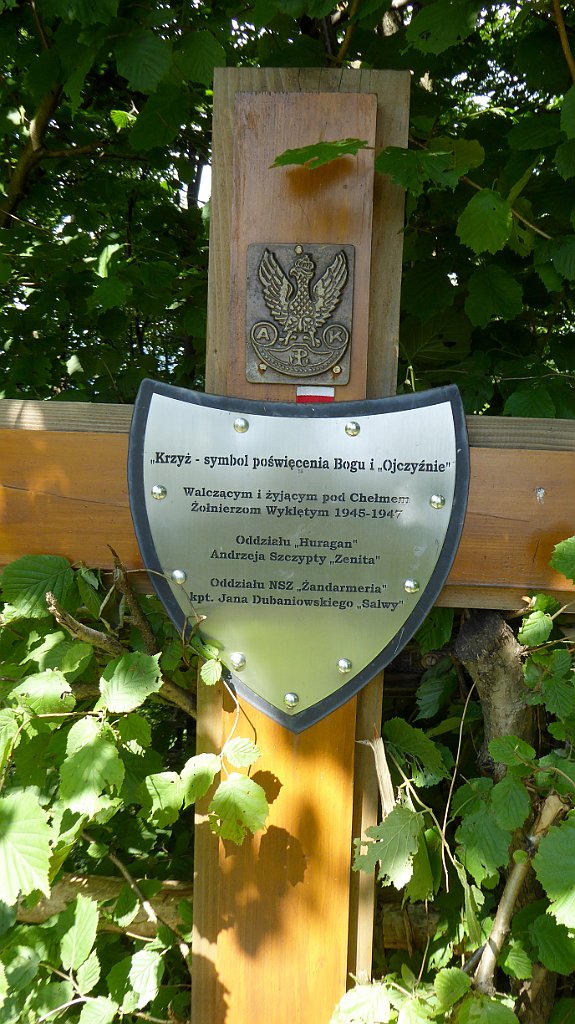 A K
„Krzyż - symbol poświęcenia Bogu i „Ojczyźnie"
Walczącym i żyjącym pod Chełmem
Żołnierzom Wyklętym 1945-1947
Oddziału „Huragan"
Andrzeja Szczypty „Zenita"
Oddziału NSZ „Żandarmeria"
kpt. Jana Dubaniowskiego „Salwy"